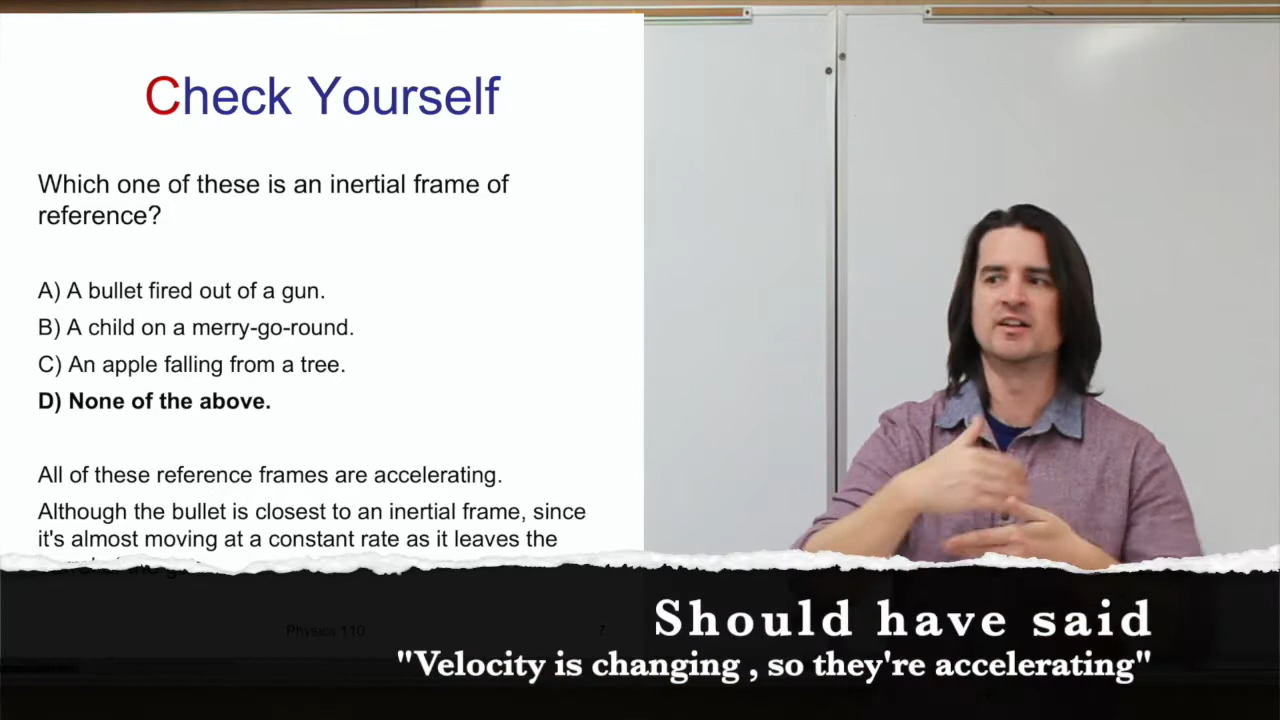 Check Yourself
Which one of these is an inertial frame of
reference?
A) A bullet fired out of a gun.
B) A child on a merry-go-round.
C) An apple falling from a tree.
D) None of the above.
All of these reference frames are accelerating.
Although the bullet is closest to an inertial frame, since
it's almost moving at a constant rate as it leaves the
Physics 110
7
Should have said
"Velocity is changing , so they're accelerating"